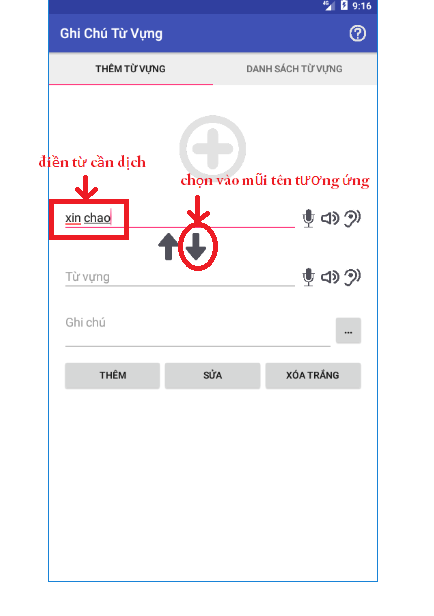 4G 9:16
Ghi Chú Từ Vựng
THÊM TỪ VỰNG DANH SÁCH TỪ VỰNG
điền từ cần dịch
chọn vào mũi tên tương ứng
xin chao
Từ vựng
Ghi chú
...
THÊM SỬA XÓA TRẮNG